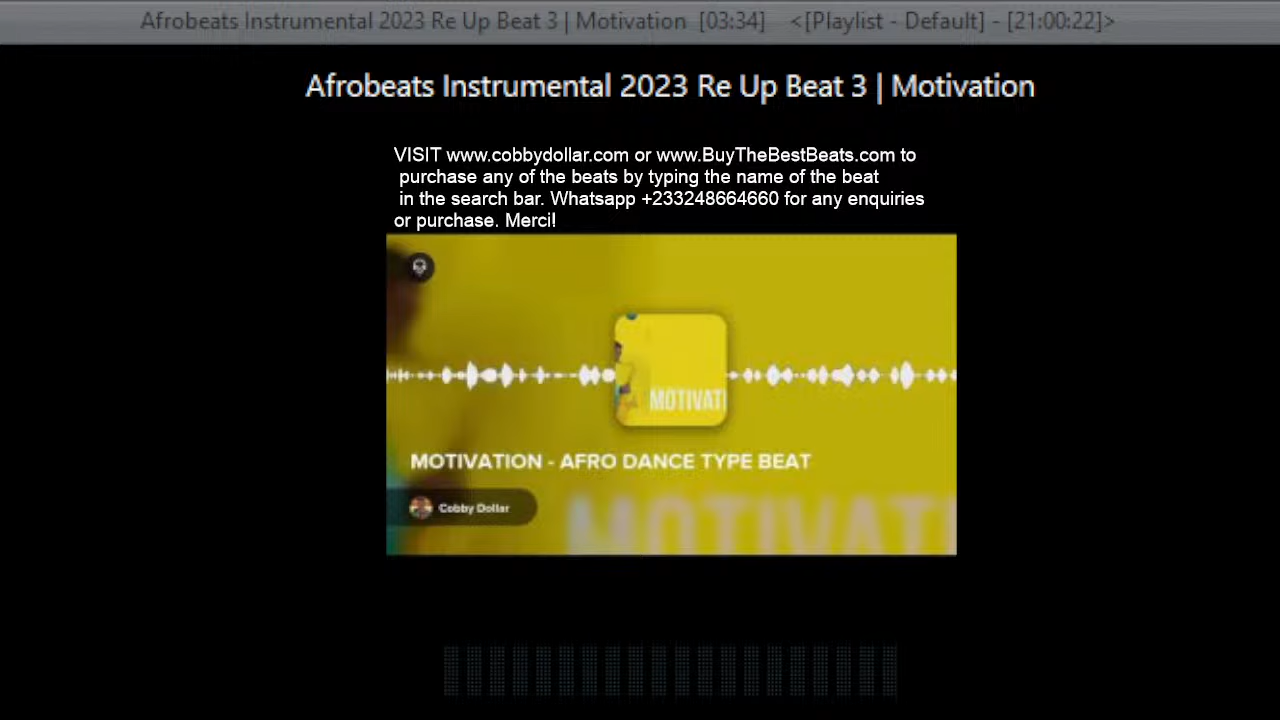 Afrobeats Instrumental 2023 Re Up Beat 3 | Motivation [03:34] <[Playlist - Default] - [21:00:22]>
Afrobeats Instrumental 2023 Re Up Beat 3 | Motivation
VISIT www.cobbydollar.com or www.BuyTheBestBeats.com to
purchase any of the beats by typing the name of the beat
in the search bar. Whatsapp +233248664660 for any enquiries
or purchase. Merci!
MOTIVATI
MOTIVATION - AFRO DANCE TYPE BEAT
Cobby Dollar
MOTIVATI